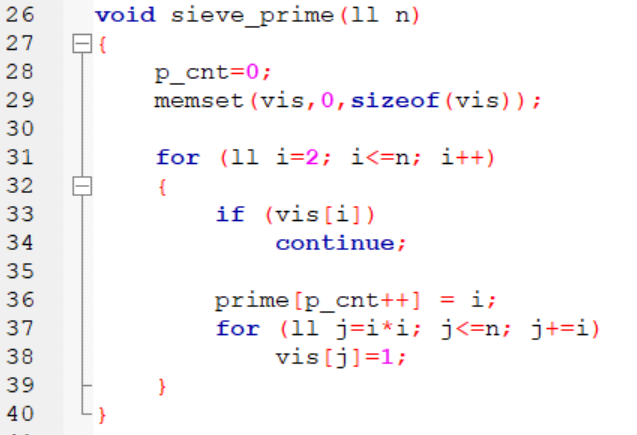 26 void sieve_prime(ll n)
27 {
28 p_cnt=0;
29 memset(vis,0,sizeof(vis));
30
31 for (ll i=2; i<=n; i++)
32 {
33 if (vis[i])
34 continue;
35
36 prime[p_cnt++] = i;
37 for (ll j=i*i; j<=n; j+=i)
38 vis[j]=1;
39 }
40 }